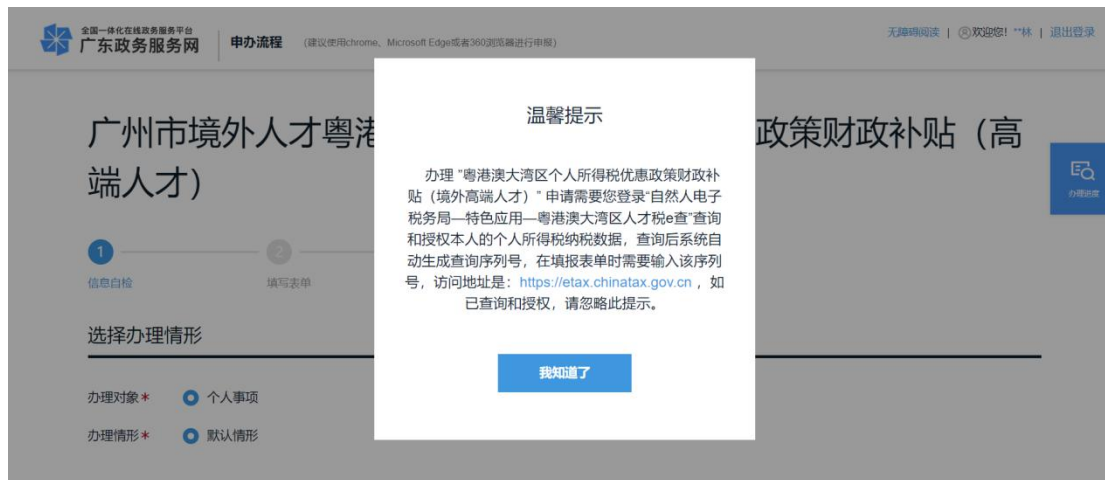 全国一体化在线政务服务平台
广东政务服务网
申办流程 (建议使用chrome、Microsoft Edge或者360浏览器进行申报)
无障碍阅读 | 欢迎您! **林 | 退出登录
温馨提示
广州市境外人才粤港
政策财政补贴（高
端人才）
办理 "粤港澳大湾区个人所得税优惠政策财政补
贴（境外高端人才）" 申请需要您登录“自然人电子
税务局—特色应用—粤港澳大湾区人才税e查”查询
和授权本人的个人所得税纳税数据，查询后系统自
动生成查询序列号，在填报表单时需要输入该序列
号，访问地址是：https://etax.chinatax.gov.cn ，如
已查询和授权，请忽略此提示。
我知道了
办理进度
1
2
信息自检
填写表单
选择办理情形
办理对象* 个人事项
办理情形* 默认情形